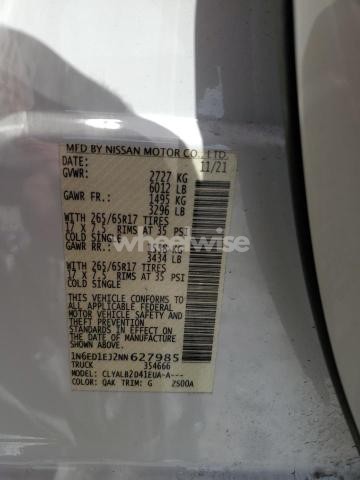 MFD BY NISSAN MOTOR CO., LTD.
DATE: 11/21
GVWR: 2727 KG
6012 LB
GAWR FR: 1495 KG
3296 LB
WITH 265/65R17 TIRES
17 X 7.5 RIMS AT 35 PSI
COLD SINGLE
GAWR RR: 1558 KG
3434 LB
WITH 265/65R17 TIRES
17 X 7.5 RIMS AT 35 PSI
COLD SINGLE
THIS VEHICLE CONFORMS TO
ALL APPLICABLE FEDERAL
MOTOR VEHICLE SAFETY
STANDARDS IN EFFECT ON
THE DATE OF MANUFACTURE
SHOWN ABOVE.
1N6ED1EJ2NN627985
TRUCK 354666
MODEL: CLYALB2D41EUA-A---
COLOR: QAK TRIM: G 2S00A
wheelwise